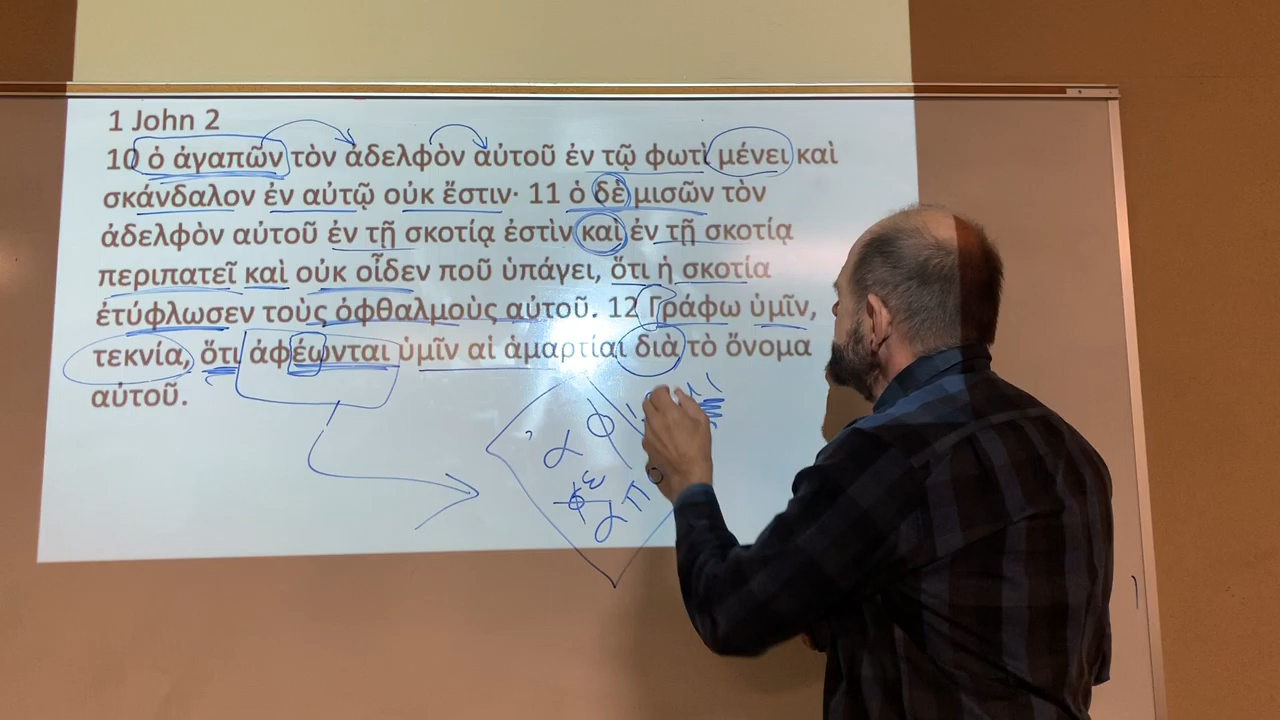 1 John 2
10 ὁ ἀγαπῶν τὸν ἀδελφὸν αὐτοῦ ἐν τῷ φωτὶ μένει καὶ
σκάνδαλον ἐν αὐτῷ οὐκ ἔστιν· 11 ὁ δὲ μισῶν τὸν
ἀδελφὸν αὐτοῦ ἐν τῇ σκοτίᾳ ἐστὶν καὶ ἐν τῇ σκοτίᾳ
περιπατεῖ καὶ οὐκ οἶδεν ποῦ ὑπάγει, ὅτι ἡ σκοτία
ἐτύφλωσεν τοὺς ὀφθαλμοὺς αὐτοῦ. 12 Γράφω ὑμῖν,
τεκνία, ὅτι ἀφέωνται ὑμῖν αἱ ἁμαρτίαι διὰ τὸ ὄνομα
αὐτοῦ.
α φ
φ ε
α π ο